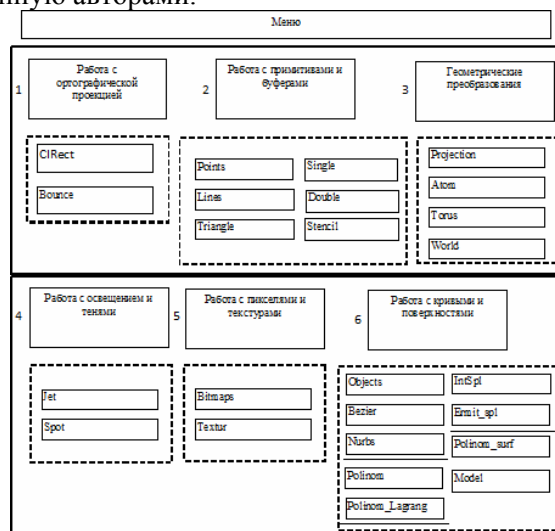 нную авторами.
Меню
1
Работа с
ортографической
проекцией
2
Работа с примитивами и
буферами
3
Геометрические
преобразования
ClRect
Bounce
Points
Single
Lines
Double
Triangle
Stencil
Projection
Atom
Torus
World
4
Работа с освещением и
тенями
5
Работа с пикселями и
текстурами
6
Работа с кривыми и
поверхностями
Jet
Spot
Bitmaps
Textur
Objects
IntSpl
Bezier
Ermit_spl
Nurbs
Polinom_surf
Polinom
Model
Polinom_Lagrang